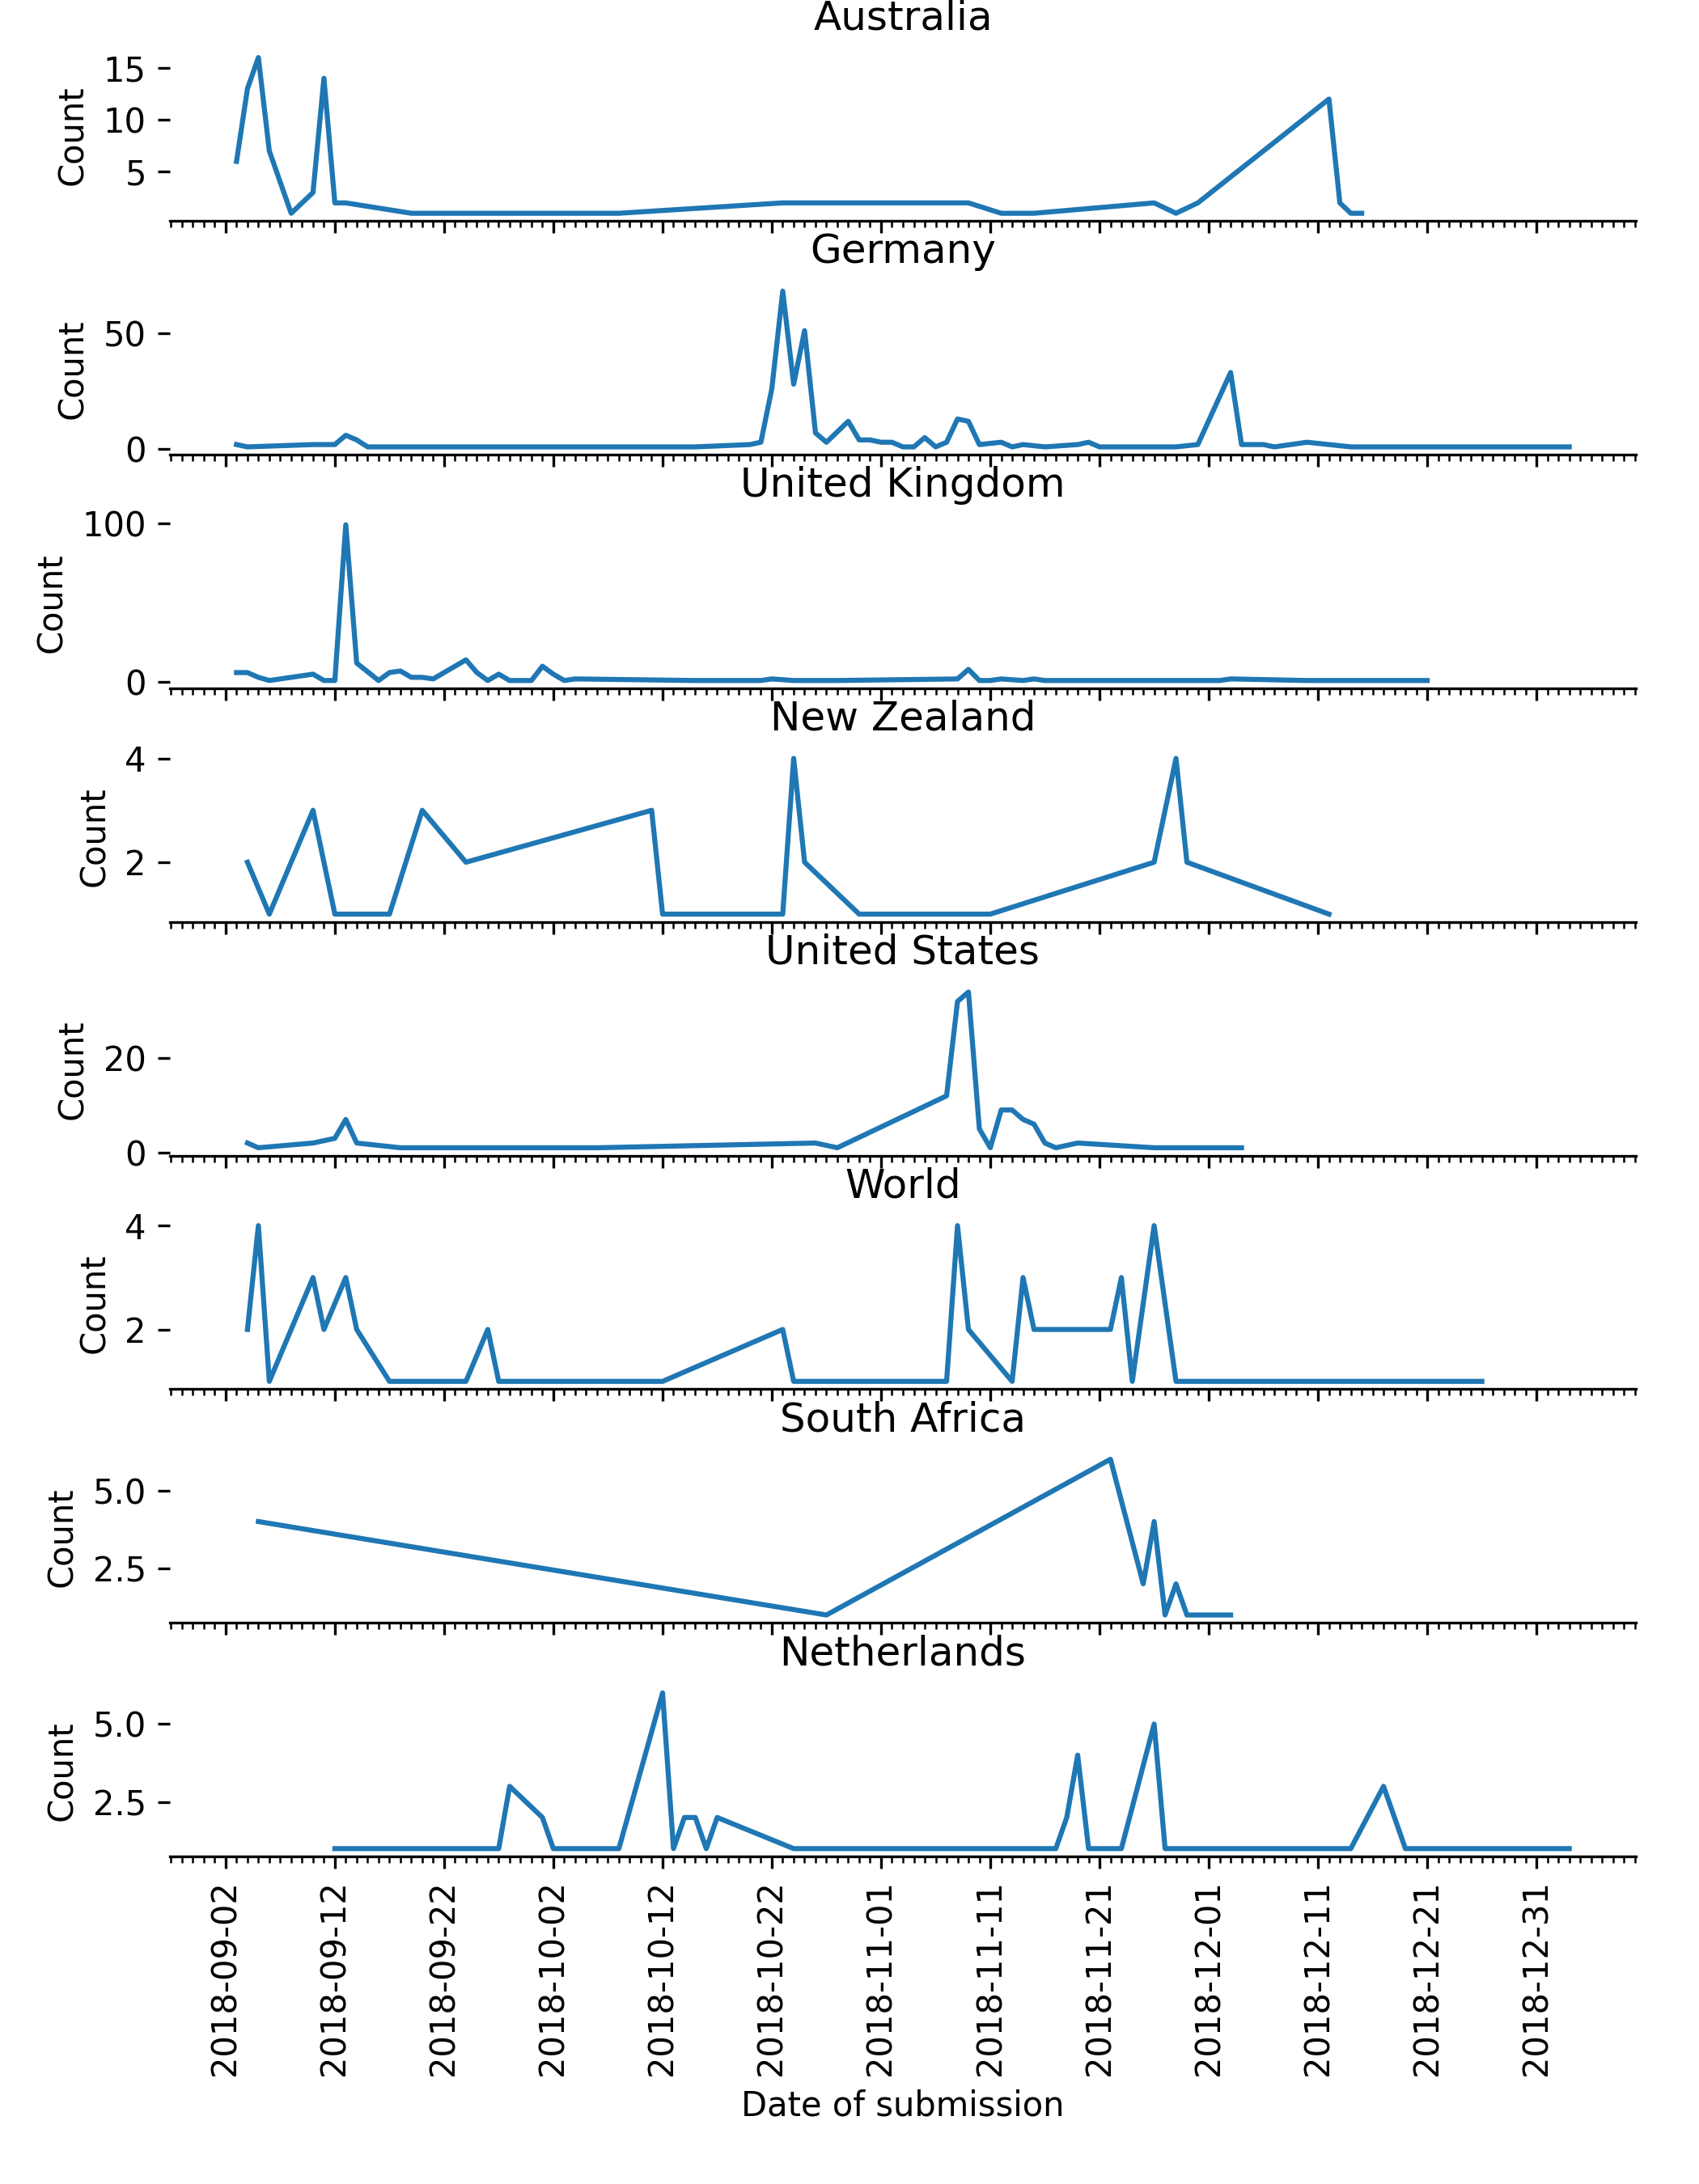 Australia
Count
15
10
5
Germany
Count
50
0
United Kingdom
Count
100
0
New Zealand
Count
4
2
United States
Count
20
0
World
Count
4
2
South Africa
Count
5.0
2.5
Netherlands
Count
5.0
2.5
2018-09-02
2018-09-12
2018-09-22
2018-10-02
2018-10-12
2018-10-22
2018-11-01
2018-11-11
2018-11-21
2018-12-01
2018-12-11
2018-12-21
2018-12-31
Date of submission